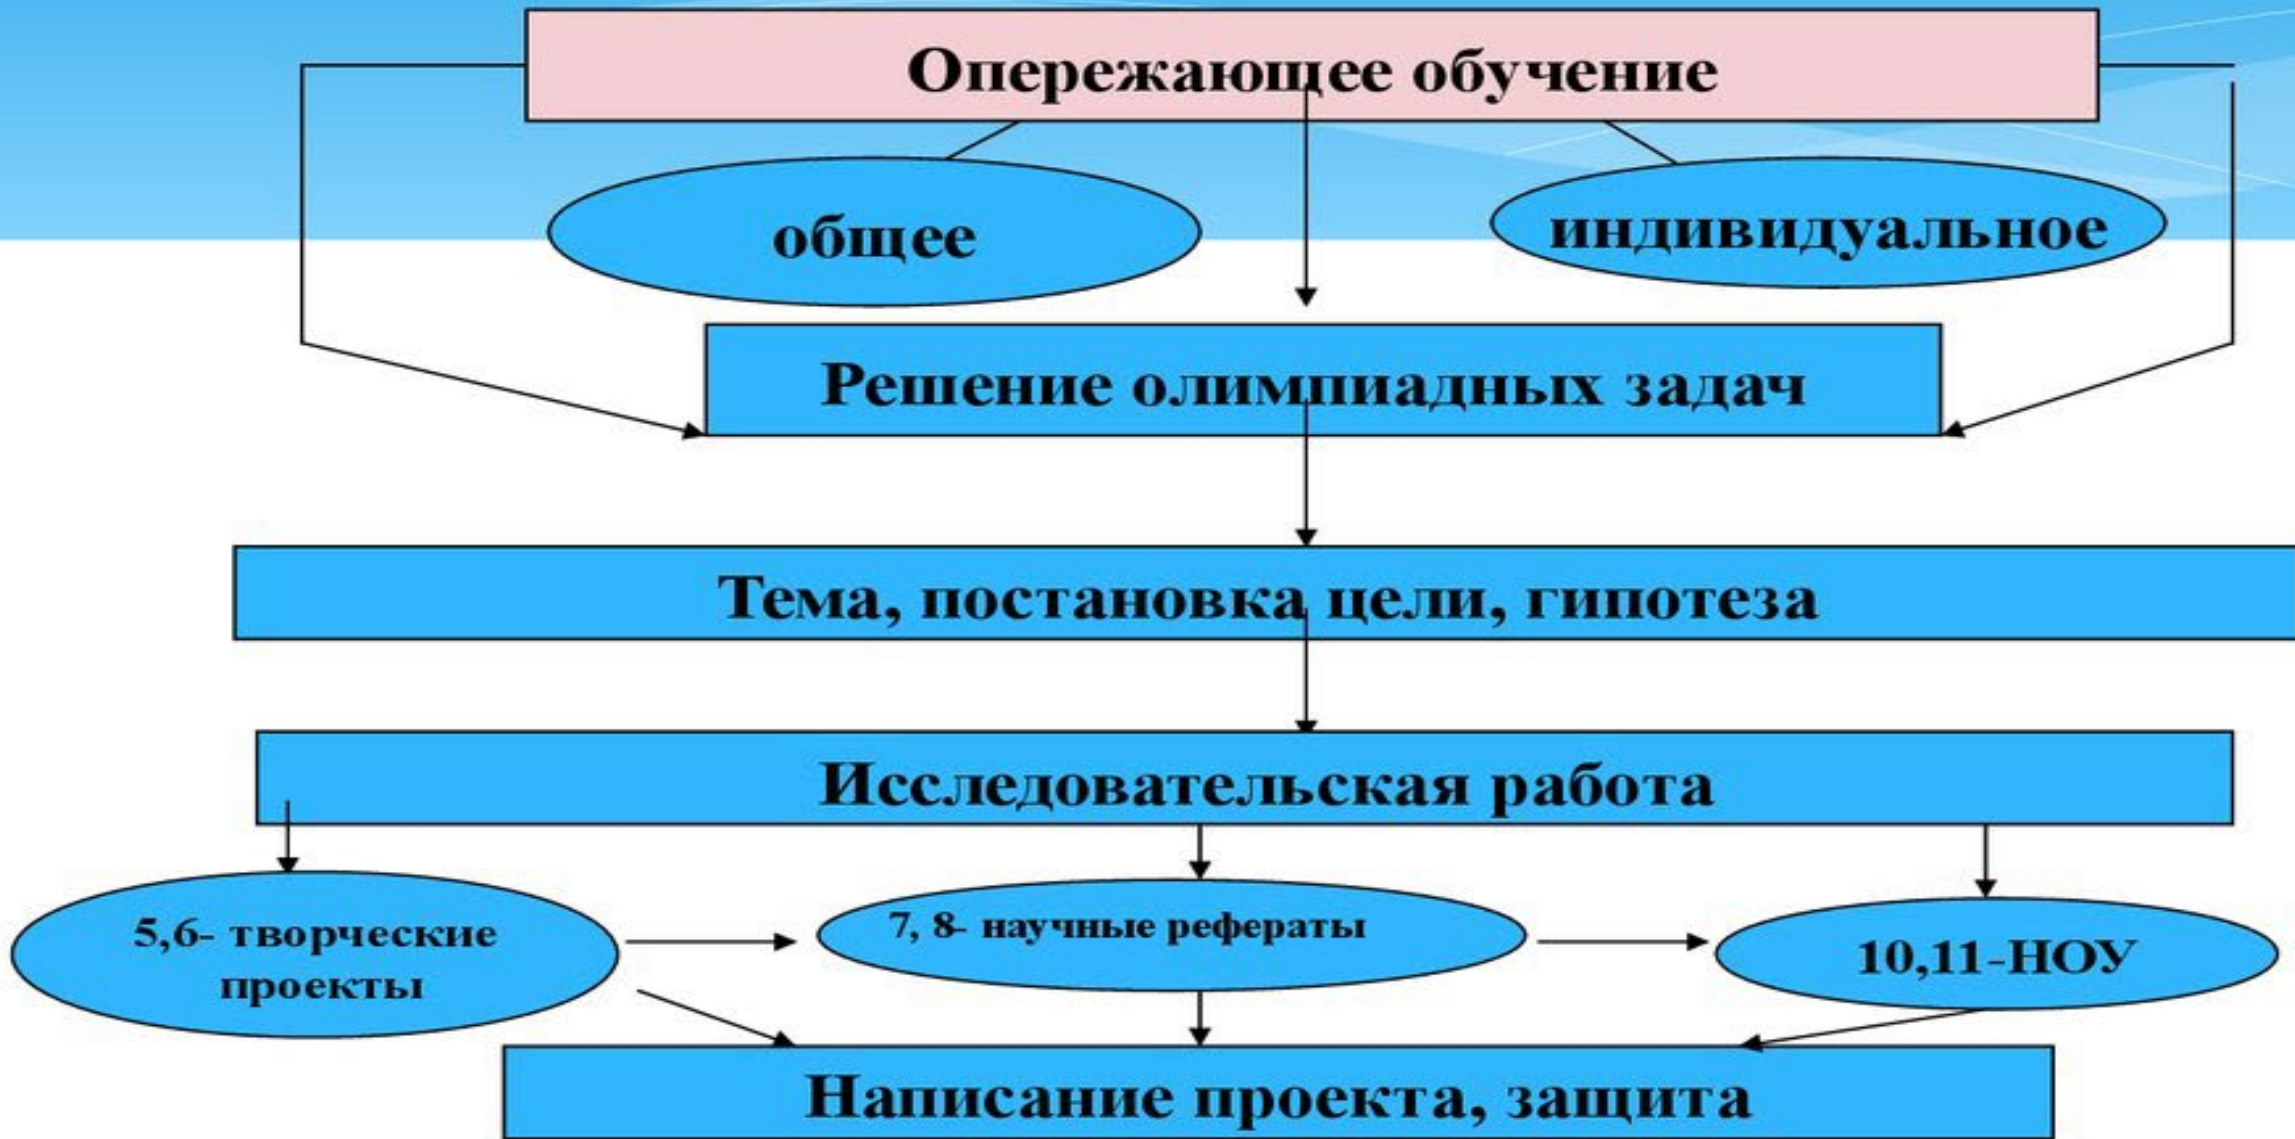 Опережающее обучение
общее
индивидуальное
Решение олимпиадных задач
Тема, постановка цели, гипотеза
Исследовательская работа
5,6- творческие
проекты
7, 8- научные рефераты
10,11-НОУ
Написание проекта, защита